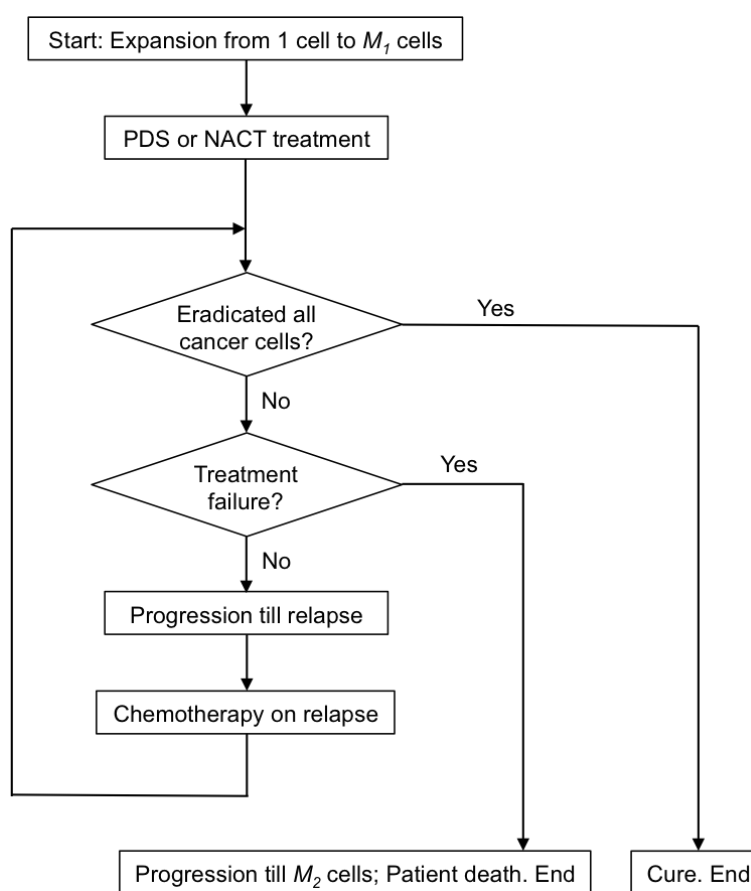 Start: Expansion from 1 cell to M1 cells
PDS or NACT treatment
Eradicated all
cancer cells?
Yes
No
Treatment
failure?
Yes
No
Progression till relapse
Chemotherapy on relapse
Progression till M2 cells; Patient death. End
Cure. End